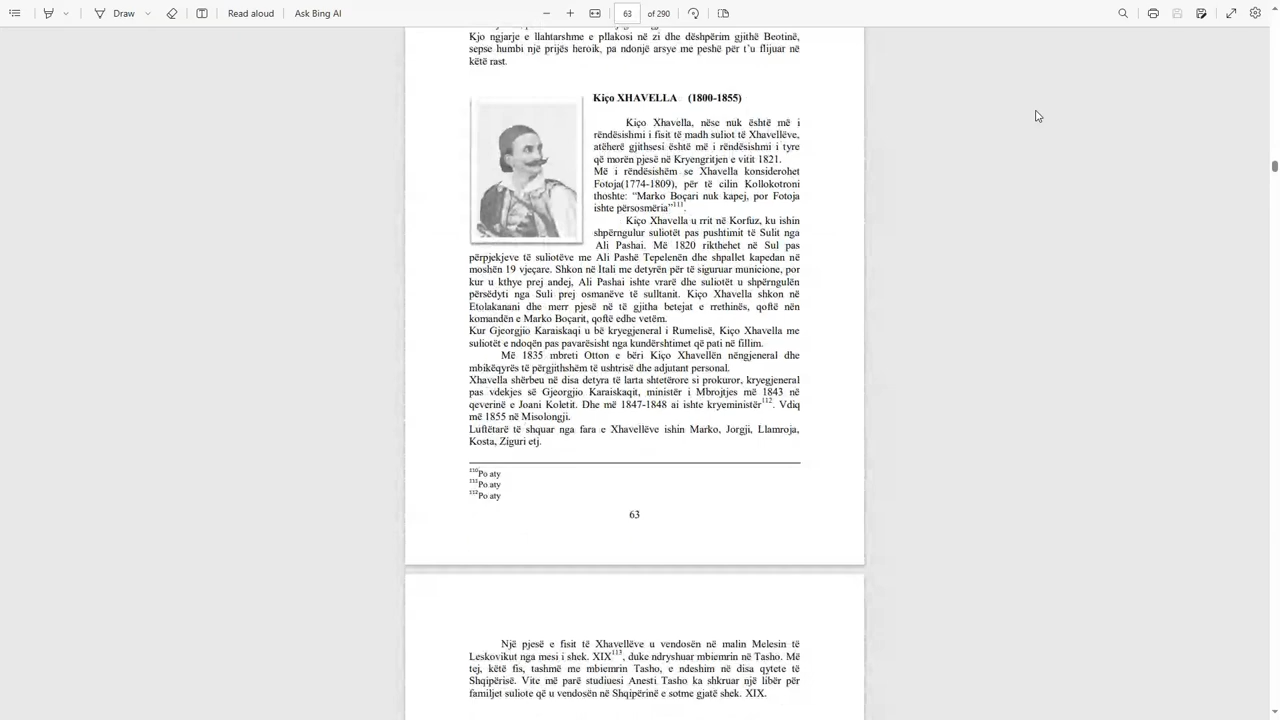 Draw
Read aloud
Ask Bing AI
63 of 290
Kjo ngjarje e llahtarshme e pllakosi në zi dhe dëshpërim gjithë Beotinë,
sepse humbi një prijës heroik, pa ndonjë arsye me peshë për t'u flijuar në
këtë rast.
Kiço XHAVELLA (1800-1855)
Kiço Xhavella, nëse nuk është më i
rëndësishmi i fisit të madh suliot të Xhavellëve,
atëherë gjithsesi është më i rëndësishmi i tyre
që morën pjesë në Kryengritjen e vitit 1821.
Më i rëndësishëm se Xhavella konsiderohet
Fotoja(1774-1809), për të cilin Kollokotroni
thoshte: “Marko Boçari nuk kapej, por Fotoja
ishte përsosmëria”111.
Kiço Xhavella u rrit në Korfuz, ku ishin
shpërngulur suliotët pas pushtimit të Sulit nga
Ali Pashai. Më 1820 rikthehet në Sul pas
përpjekjeve të suliotëve me Ali Pashë Tepelenën dhe shpallet kapedan në
moshën 19 vjeçare. Shkon në Itali me detyrën për të siguruar municione, por
kur u kthye prej andej, Ali Pashai ishte vrarë dhe suliotët u shpërngulën
përsëdyti nga Suli prej osmanëve të sulltanit. Kiço Xhavella shkon në
Etolakanani dhe merr pjesë në të gjitha betejat e rrethinës, qoftë nën
komandën e Marko Boçarit, qoftë edhe vetëm.
Kur Gjeorgjio Karaiskaqi u bë kryegjeneral i Rumelisë, Kiço Xhavella me
suliotët e ndoqën pas pavarësisht nga kundërshtimet që pati në fillim.
Më 1835 mbreti Otton e bëri Kiço Xhavellën nëngjeneral dhe
mbikëqyrës të përgjithshëm të ushtrisë dhe adjutant personal.
Xhavella shërbeu në disa detyra të larta shtetërore si prokuror, kryegjeneral
pas vdekjes së Gjeorgjio Karaiskaqit, ministër i Mbrojtjes më 1843 në
qeverinë e Joani Koletit. Dhe më 1847-1848 ai ishte kryeministër112. Vdiq
më 1855 në Misolongji.
Luftëtarë të shquar nga fara e Xhavellëve ishin Marko, Jorgji, Llamroja,
Kosta, Ziguri etj.
110Po aty
111Po aty
112Po aty
63
Një pjesë e fisit të Xhavellëve u vendosën në malin Melesin të
Leskovikut nga mesi i shek. XIX113, duke ndryshuar mbiemrin në Tasho. Më
tej, këtë fis, tashmë me mbiemrin Tasho, e ndeshim në disa qytete të
Shqipërisë. Vite më parë studiuesi Anesti Tasho ka shkruar një libër për
familjet suliote që u vendosën në Shqipërinë e sotme gjatë shek. XIX.